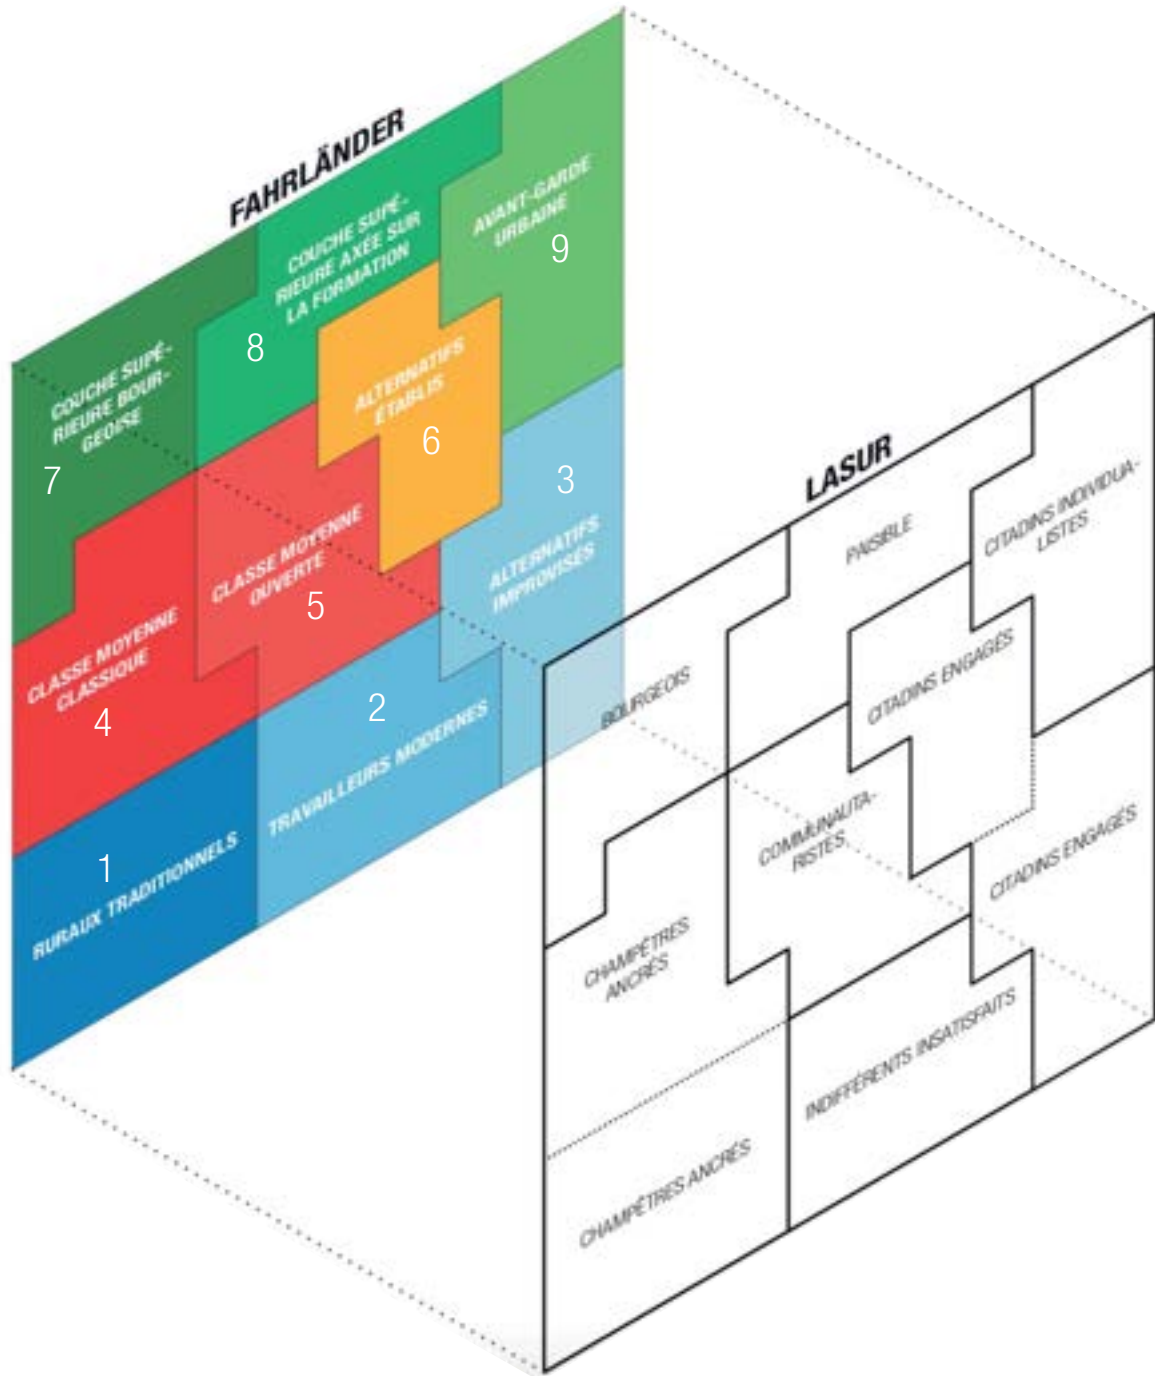 FAHRLÄNDER
COUCHE SUPÉ-
RIEURE BOUR-
GEOISE
7
COUCHE SUPÉ-
RIEURE AXÉE SUR
LA FORMATION
8
AVANT-GARDE
URBAINE
9
CLASSE MOYENNE
CLASSIQUE
4
CLASSE MOYENNE
OUVERTE
5
ALTERNATIFS
ÉTABLIS
6
1
RURAUX TRADITIONNELS
2
TRAVAILLEURS MODERNES
3
ALTERNATIFS
IMPROVISÉS
LASUR
BOURGEOIS
PAISIBLE
CITADINS INDIVIDUA-
LISTES
CHAMPÊTRES
ANCRÉS
COMMUNAUTA-
RISTES
CITADINS ENGAGÉS
CHAMPÊTRES ANCRÉS
INDIFFÉRENTS INSATISFAITS
CITADINS ENGAGÉS